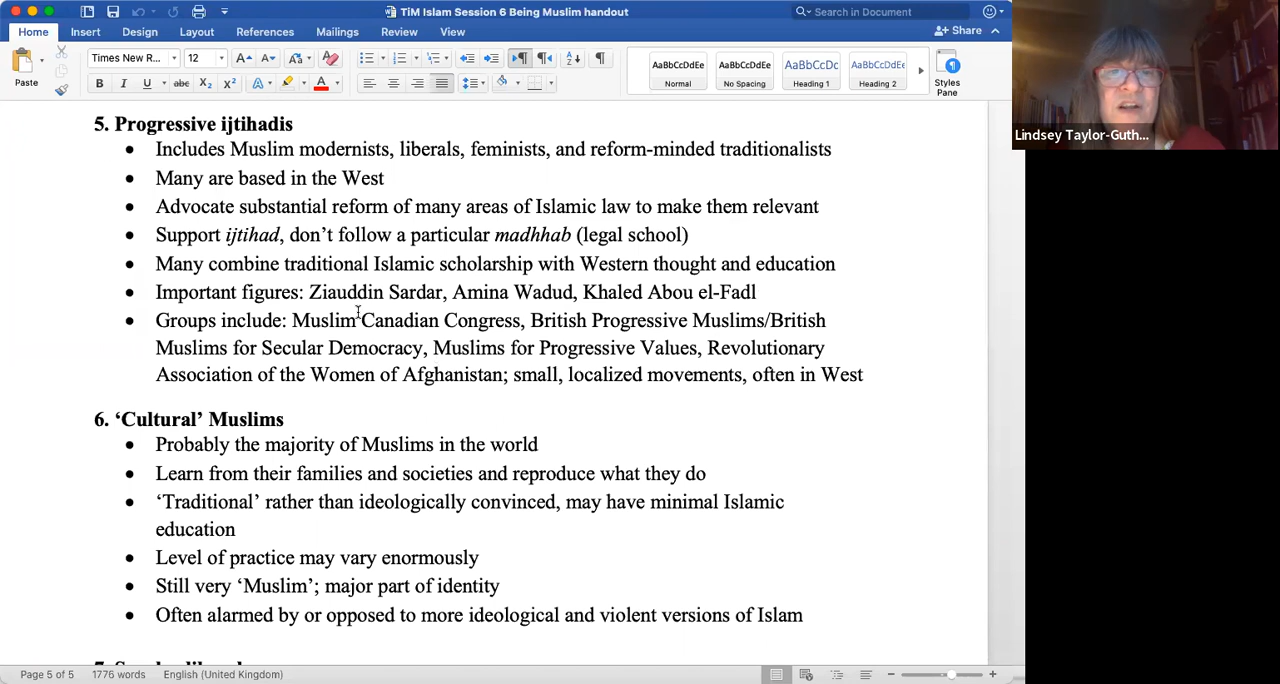 TiM Islam Session 6 Being Muslim handout
Search in Document
Home Insert Design Layout References Mailings Review View
Share
Paste
Times New R... 12
AaBbCcDdEe AaBbCcDdEe AaBbCcDc AaBbCcDdEe
Normal No Spacing Heading 1 Heading 2
Styles
Pane
Lindsey Taylor-Guth...
5. Progressive ijtihadis
• Includes Muslim modernists, liberals, feminists, and reform-minded traditionalists
• Many are based in the West
• Advocate substantial reform of many areas of Islamic law to make them relevant
• Support ijtihad, don't follow a particular madhhab (legal school)
• Many combine traditional Islamic scholarship with Western thought and education
• Important figures: Ziauddin Sardar, Amina Wadud, Khaled Abou el-Fadl
• Groups include: Muslim Canadian Congress, British Progressive Muslims/British
Muslims for Secular Democracy, Muslims for Progressive Values, Revolutionary
Association of the Women of Afghanistan; small, localized movements, often in West
6. ‘Cultural’ Muslims
• Probably the majority of Muslims in the world
• Learn from their families and societies and reproduce what they do
• ‘Traditional’ rather than ideologically convinced, may have minimal Islamic
education
• Level of practice may vary enormously
• Still very ‘Muslim’; major part of identity
• Often alarmed by or opposed to more ideological and violent versions of Islam
Page 5 of 5 1776 words English (United Kingdom)